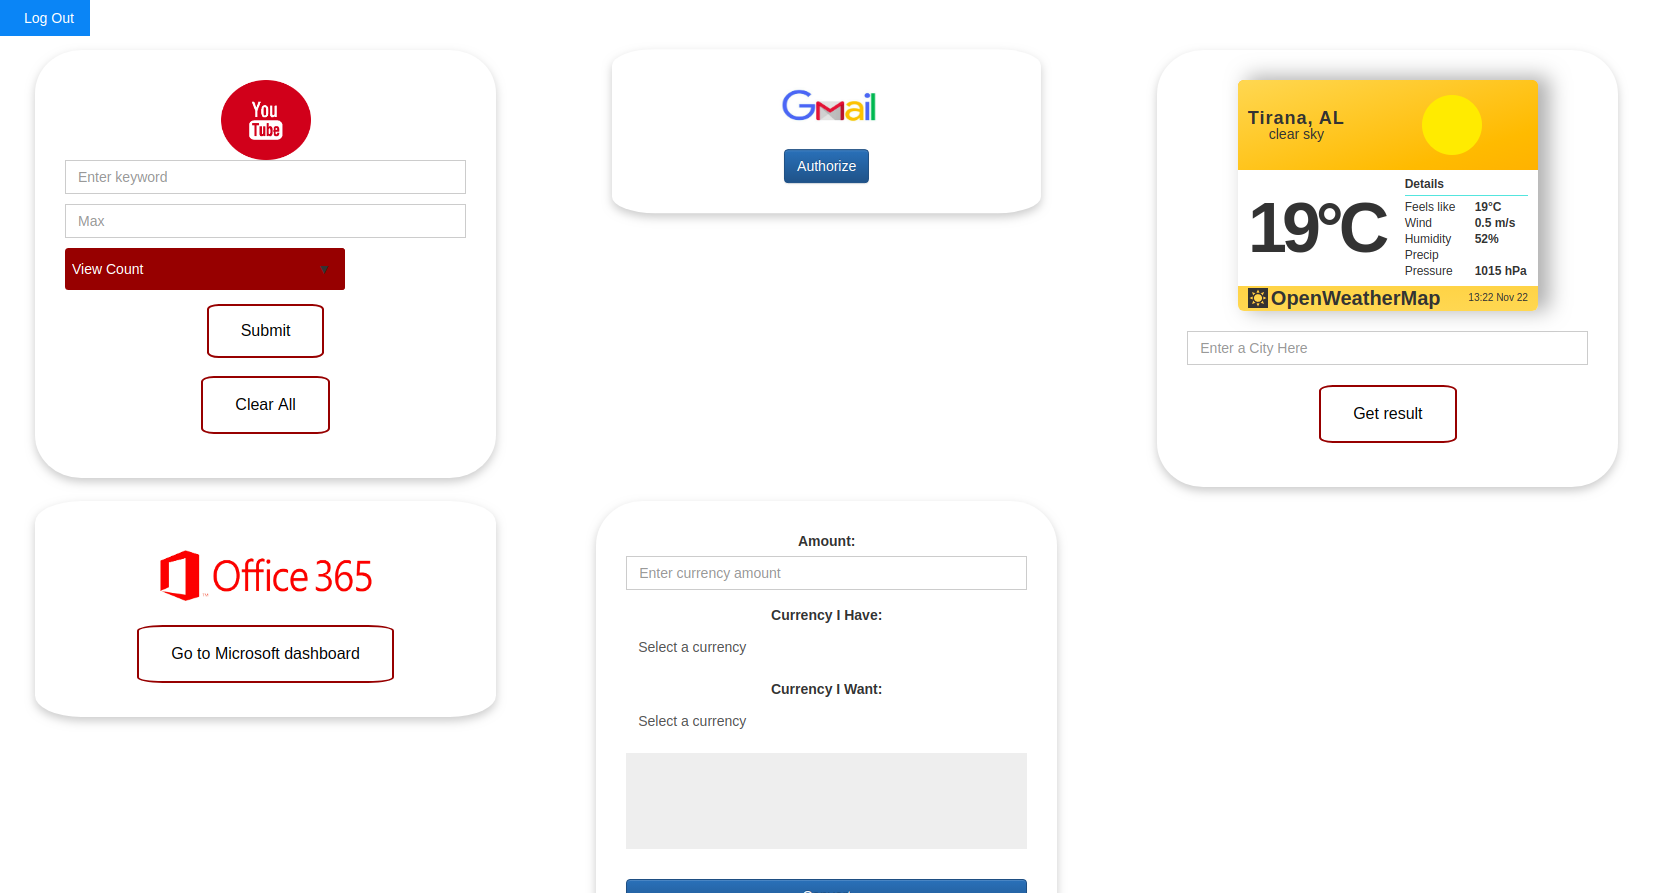 Log Out
You
Tube
Enter keyword
Max
View Count
Submit
Clear All
Gmail
Authorize
Tirana, AL
clear sky
19°C
Details
Feels like 19°C
Wind 0.5 m/s
Humidity 52%
Precip
Pressure 1015 hPa
OpenWeatherMap 13:22 Nov 22
Enter a City Here
Get result
Office 365
Go to Microsoft dashboard
Amount:
Enter currency amount
Currency I Have:
Select a currency
Currency I Want:
Select a currency